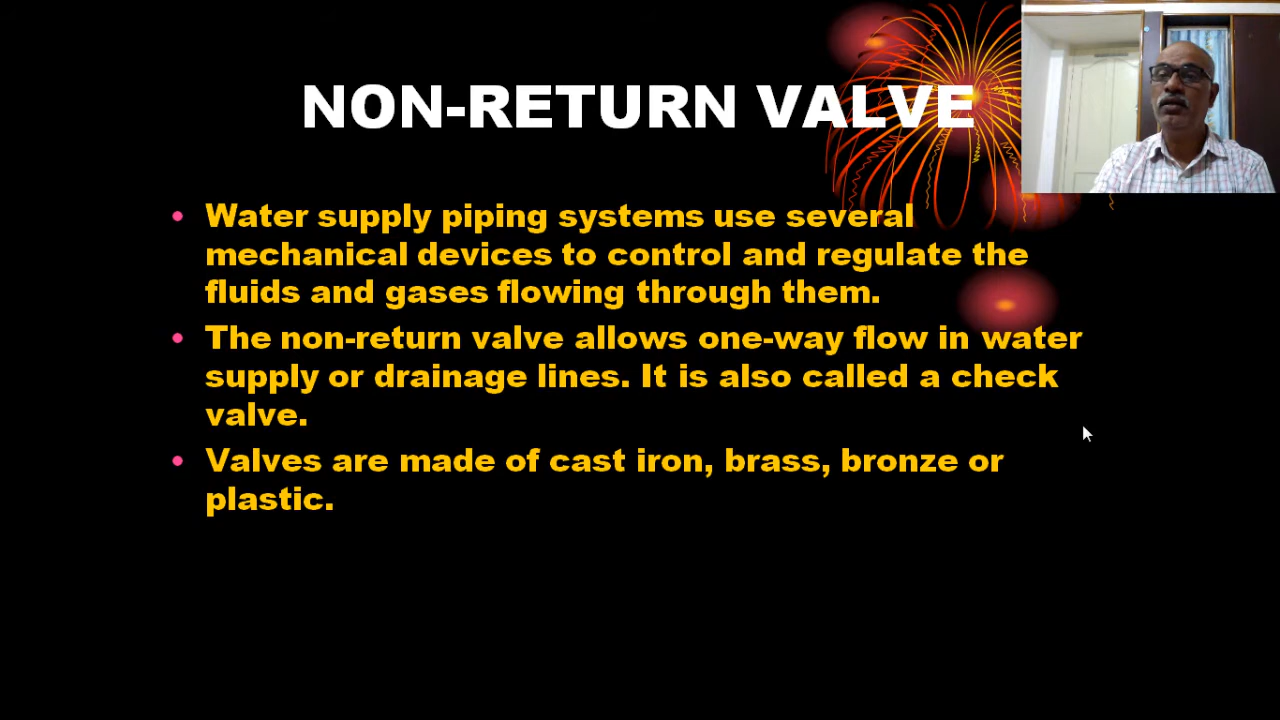 NON-RETURN VALVE
• Water supply piping systems use several
mechanical devices to control and regulate the
fluids and gases flowing through them.
• The non-return valve allows one-way flow in water
supply or drainage lines. It is also called a check
valve.
• Valves are made of cast iron, brass, bronze or
plastic.